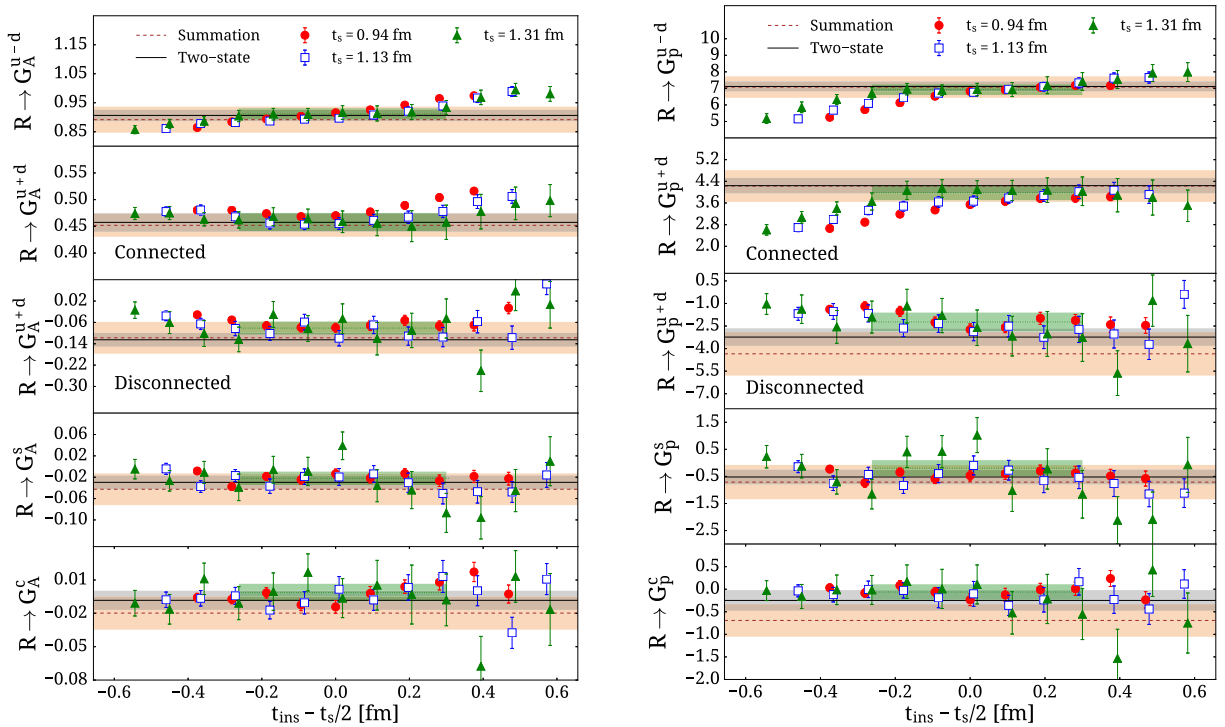 Summation
Two−state
t_s = 0.94 fm
t_s = 1.13 fm
t_s = 1.31 fm
R → G_A^{u−d}
1.15
1.05
0.95
0.85
R → G_A^{u+d}
0.55
0.50
0.45
Connected
R → G_A^{u+d}
0.02
−0.06
−0.14
−0.22
−0.30
Disconnected
R → G_A^s
0.06
0.02
−0.02
−0.06
−0.10
R → G_A^c
0.01
−0.02
−0.05
−0.08
−0.6
−0.4
−0.2
0.0
0.2
0.4
0.6
t_ins − t_s/2 [fm]
Summation
Two−state
t_s = 0.94 fm
t_s = 1.13 fm
t_s = 1.31 fm
R → G_p^{u−d}
10
9
8
7
6
5
R → G_p^{u+d}
5.2
4.4
3.6
2.8
2.0
Connected
R → G_p^{u+d}
0.5
−1.0
−2.5
−4.0
−5.5
−7.0
Disconnected
R → G_p^s
1.5
0.5
−0.5
−1.5
−2.5
R → G_p^c
0.5
0.0
−0.5
−1.0
−1.5
−2.0
−0.6
−0.4
−0.2
0.0
0.2
0.4
0.6
t_ins − t_s/2 [fm]